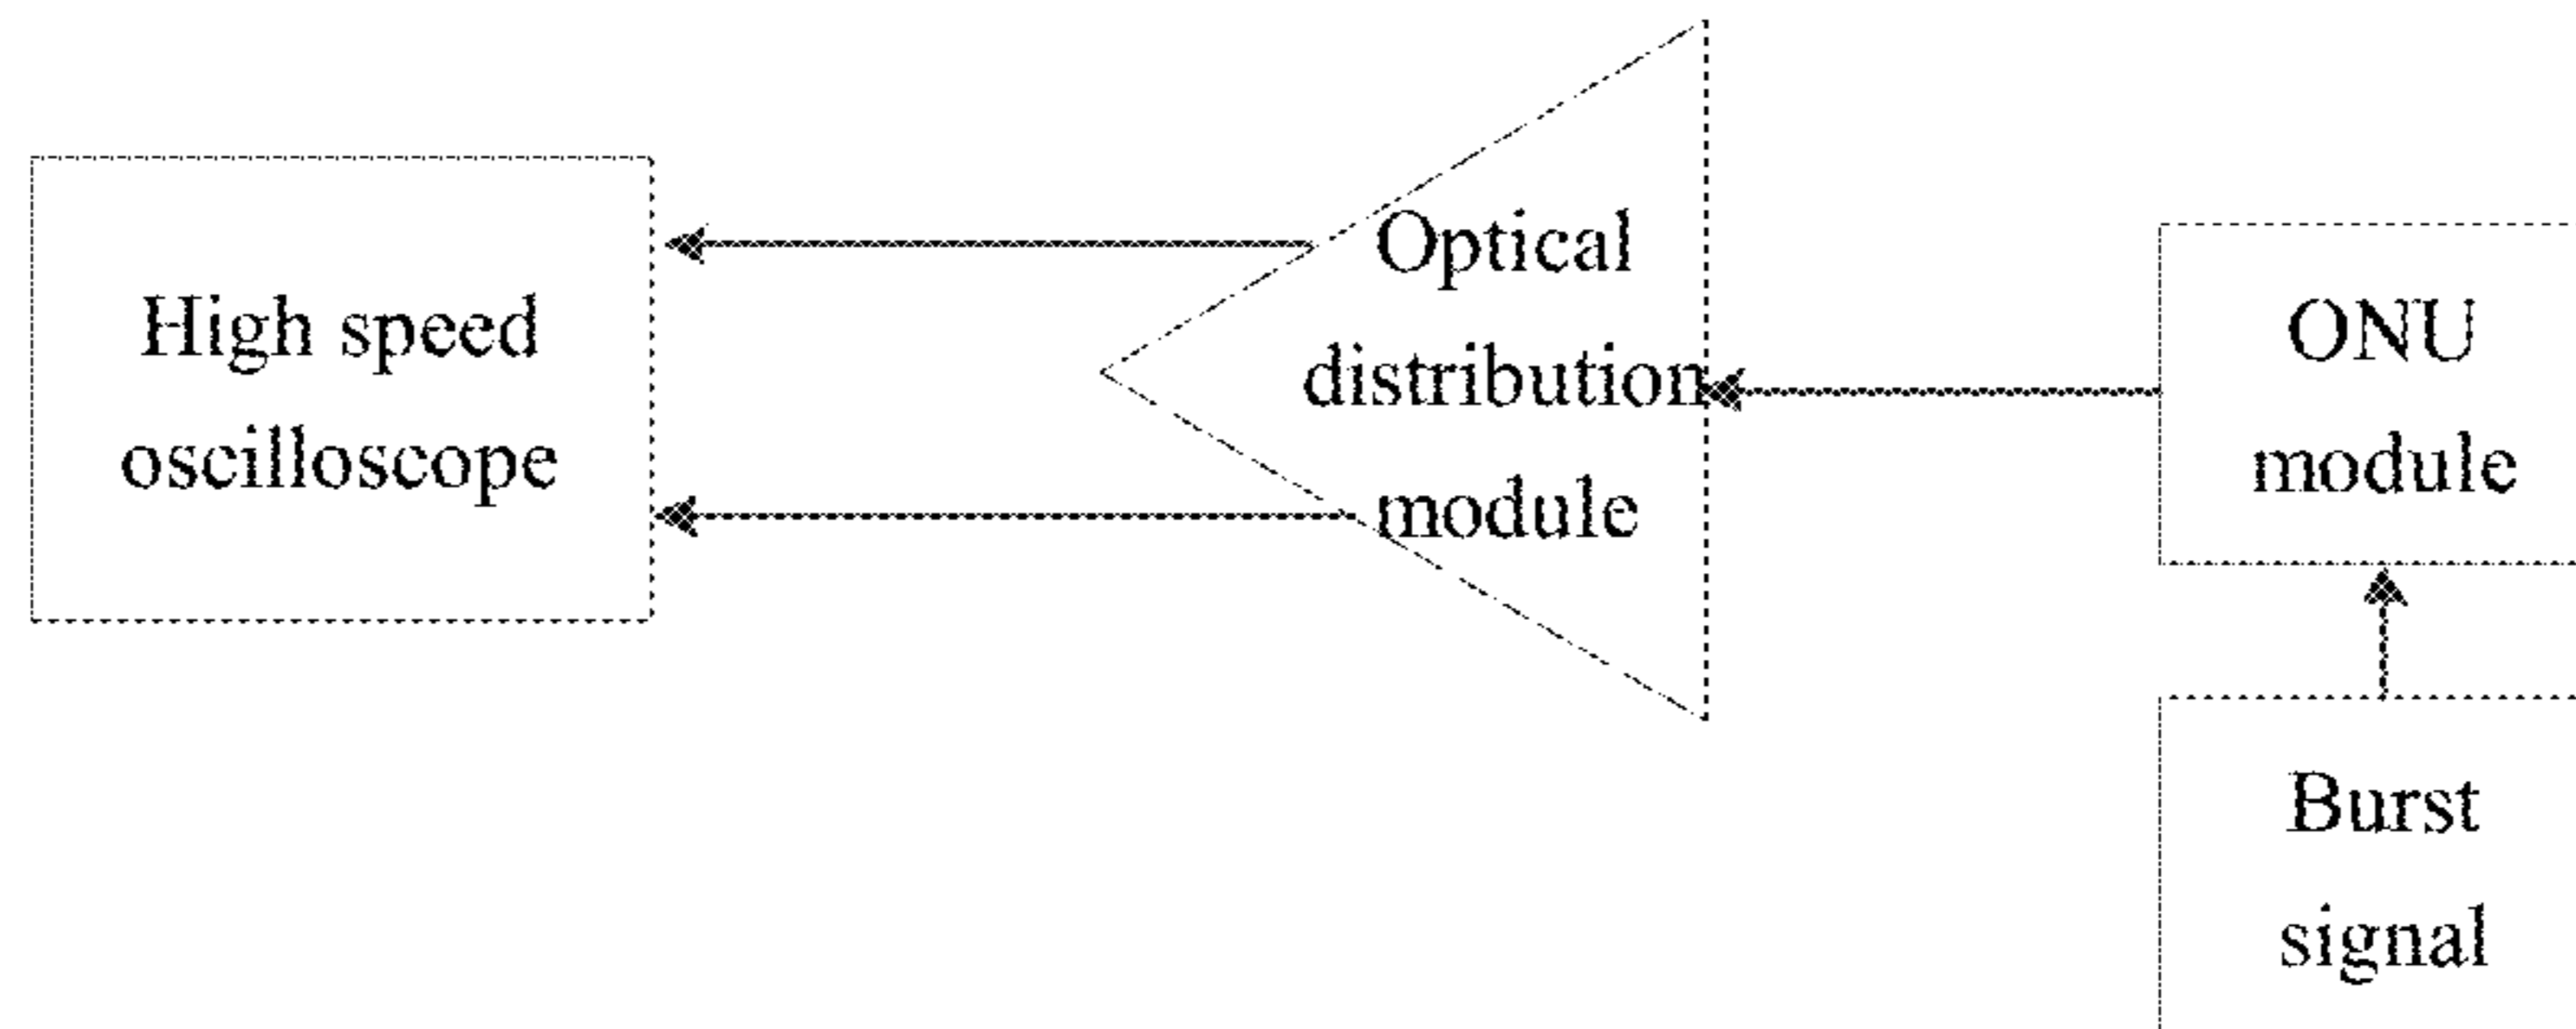 High speed
oscilloscope
Optical
distribution
module
ONU
module
Burst
signal